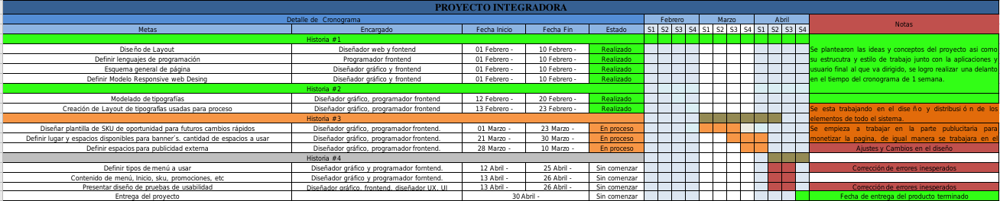 PROYECTO INTEGRADORA
Detalle de Cronograma Febrero Marzo Abril Notas
Metas Encargado Fecha Inicio Fecha Fin Estado S1 S2 S3 S4 S1 S2 S3 S4 S1 S2 S3 S4
Historia #1
Diseño de Layout Diseñador web y fontend 01 Febrero - 10 Febrero - Realizado
Definir lenguajes de programación Programador frontend 01 Febrero - 10 Febrero - Realizado
Esquema general de página Diseñador gráfico y frontend 01 Febrero - 10 Febrero - Realizado
Definir Modelo Responsive web Desing Diseñador gráfico y frontend 01 Febrero - 10 Febrero - Realizado
Se plantearon las ideas y conceptos del proyecto asi como
su estrucutra y estilo de trabajo junto con la aplicaciones y
usuario final al que va dirigido, se logro realizar una delanto
en el tiempo del cronograma de 1 semana.
Historia #2
Modelado de tipografías Diseñador gráfico, programador frontend 12 Febrero - 20 Febrero - Realizado
Creación de Layout de tipografías usadas para proceso Diseñador gráfico, programador frontend 13 Febrero - 23 Febrero - Realizado
Historia #3
Se esta trabajando en el diseño y distribusión de los
elementos de todo el sistema.
Diseñar plantilla de SKU de oportunidad para futuros cambios rápidos Diseñador gráfico, programador frontend. 01 Marzo - 23 Marzo - En proceso
Definir lugar y espacios disponibles para banner´s. cantidad de espacios a usar Diseñador gráfico, programador frontend. 21 Marzo - 30 Marzo - En proceso
Se empieza a trabajar en la parte publucitaria para
monetizar la pagina, de igual manera se trabajara en el
Definir espacios para publicidad externa Diseñador gráfico, programador frontend 28 Marzo - 10 Marzo - En proceso Ajustes y Cambios en el diseño
Historia #4
Definir tipos de menú a usar Diseñador gráfico y programador forntend. 12 Abril - 25 Abril - Sin comenzar Corrección de errores inesperados
Contenido de menú, Inicio, sku, promociones, etc Diseñador gráfico y programador forntend. 13 Abril - 26 Abril - Sin comenzar
Presentar diseño de pruebas de usabilidad Diseñador gráfico, frontend, diseñador UX, UI 13 Abril - 26 Abril - Sin comenzar Corrección de errores inesperados
Entrega del proyecto 30 Abril - Sin comenzar Fecha de entrega del producto terminado